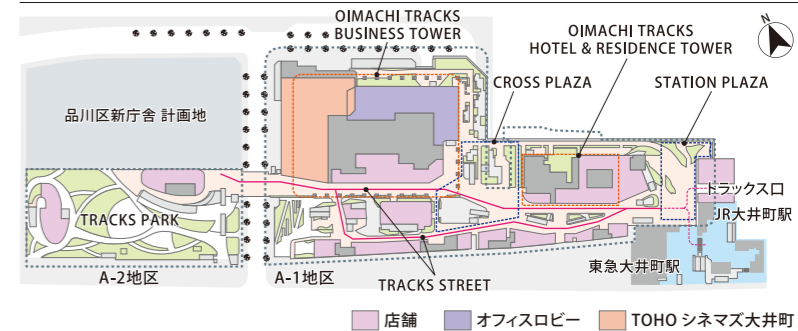 OIMACHI TRACKS
BUSINESS TOWER
OIMACHI TRACKS
HOTEL & RESIDENCE TOWER
N
CROSS PLAZA
STATION PLAZA
品川区新庁舎 計画地
トラックス口
JR大井町駅
TRACKS PARK
東急大井町駅
A-2地区
A-1地区
TRACKS STREET
店舗
オフィスロビー
TOHO シネマズ大井町